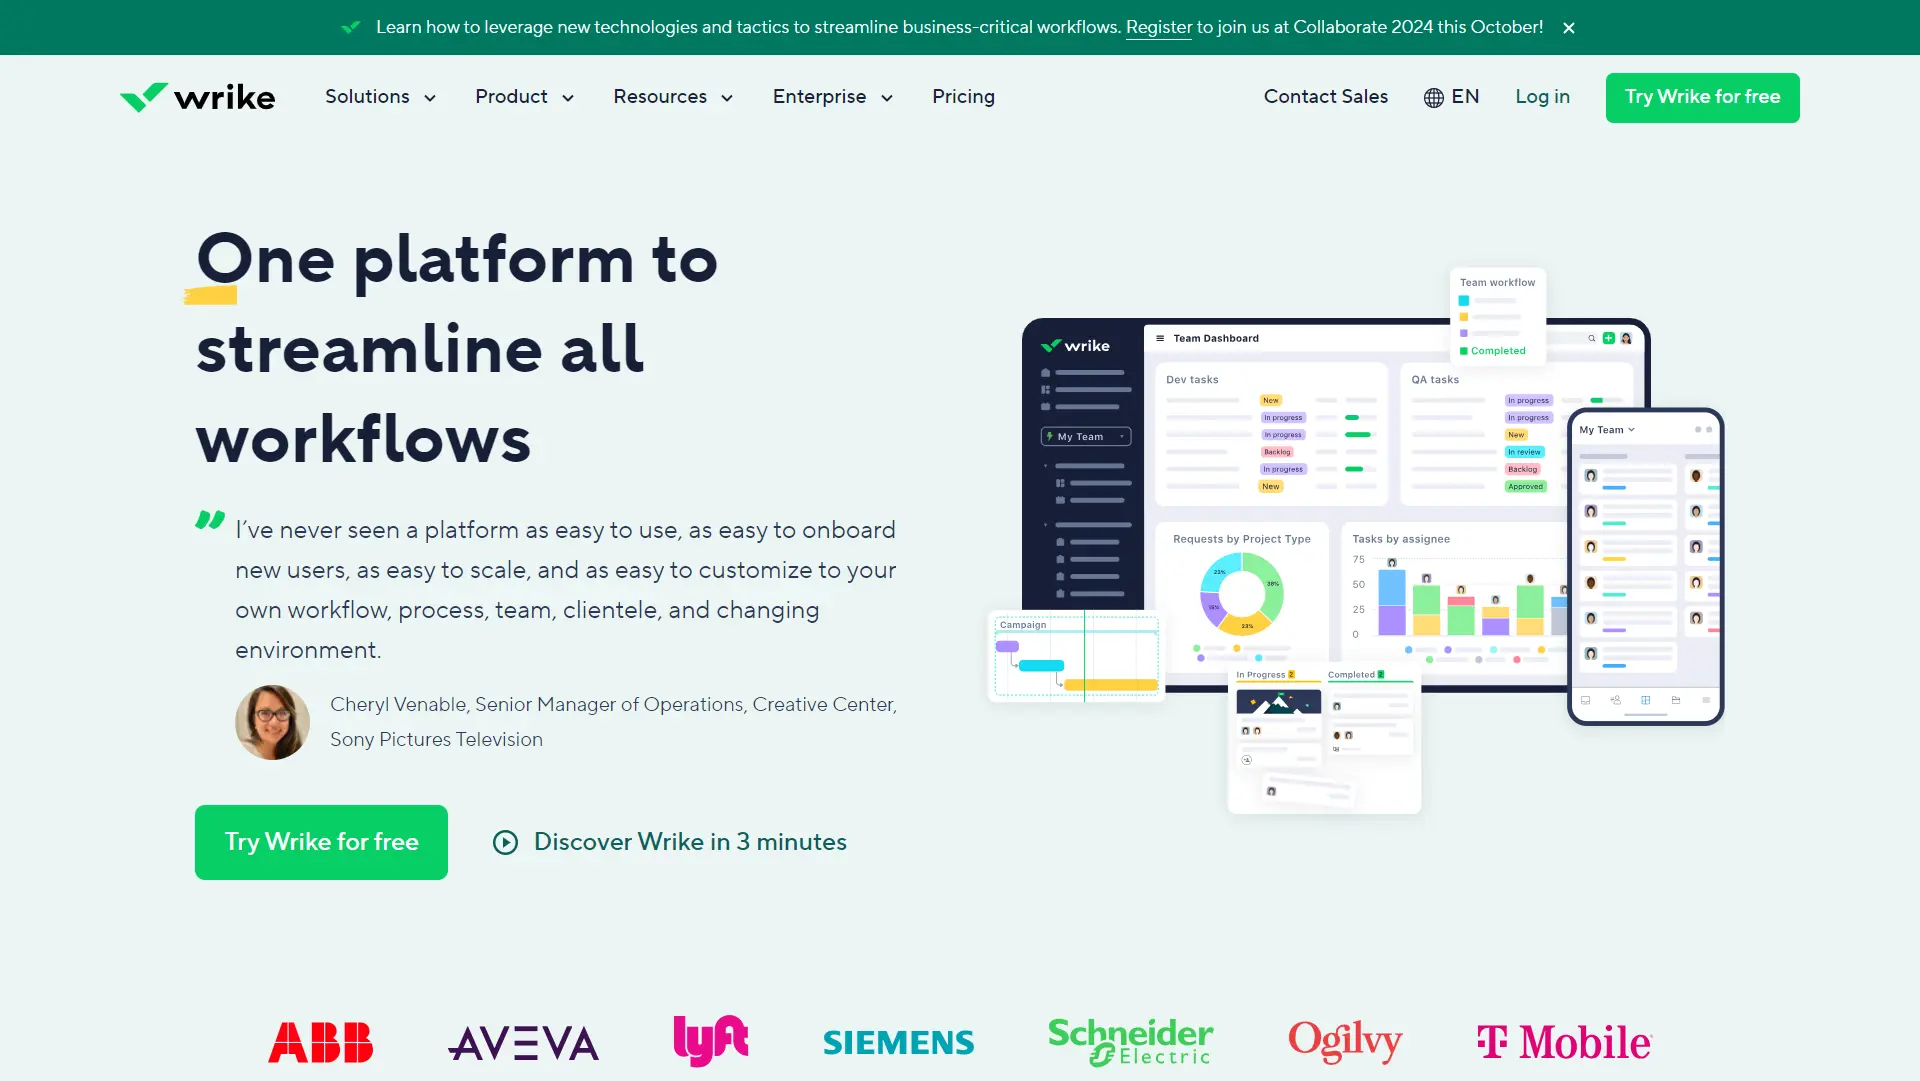 Learn how to leverage new technologies and tactics to streamline business-critical workflows. Register to join us at Collaborate 2024 this October!
wrike
Solutions
Product
Resources
Enterprise
Pricing
Contact Sales
EN
Log in
Try Wrike for free
One platform to
streamline all
workflows
I’ve never seen a platform as easy to use, as easy to onboard
new users, as easy to scale, and as easy to customize to your
own workflow, process, team, clientele, and changing
environment.
Cheryl Venable, Senior Manager of Operations, Creative Center,
Sony Pictures Television
Try Wrike for free
Discover Wrike in 3 minutes
Team workflow
Completed
wrike
My Team
Team Dashboard
Dev tasks
New
In progress
In progress
Backlog
In progress
New
QA tasks
In progress
In progress
New
In review
Backlog
Approved
Requests by Project Type
23%
38%
16%
23%
Tasks by assignee
75
50
25
0
My Team
Campaign
In Progress 2
Completed 2
ABB
AVEVA
lyft
SIEMENS
Schneider
Electric
Ogilvy
T Mobile